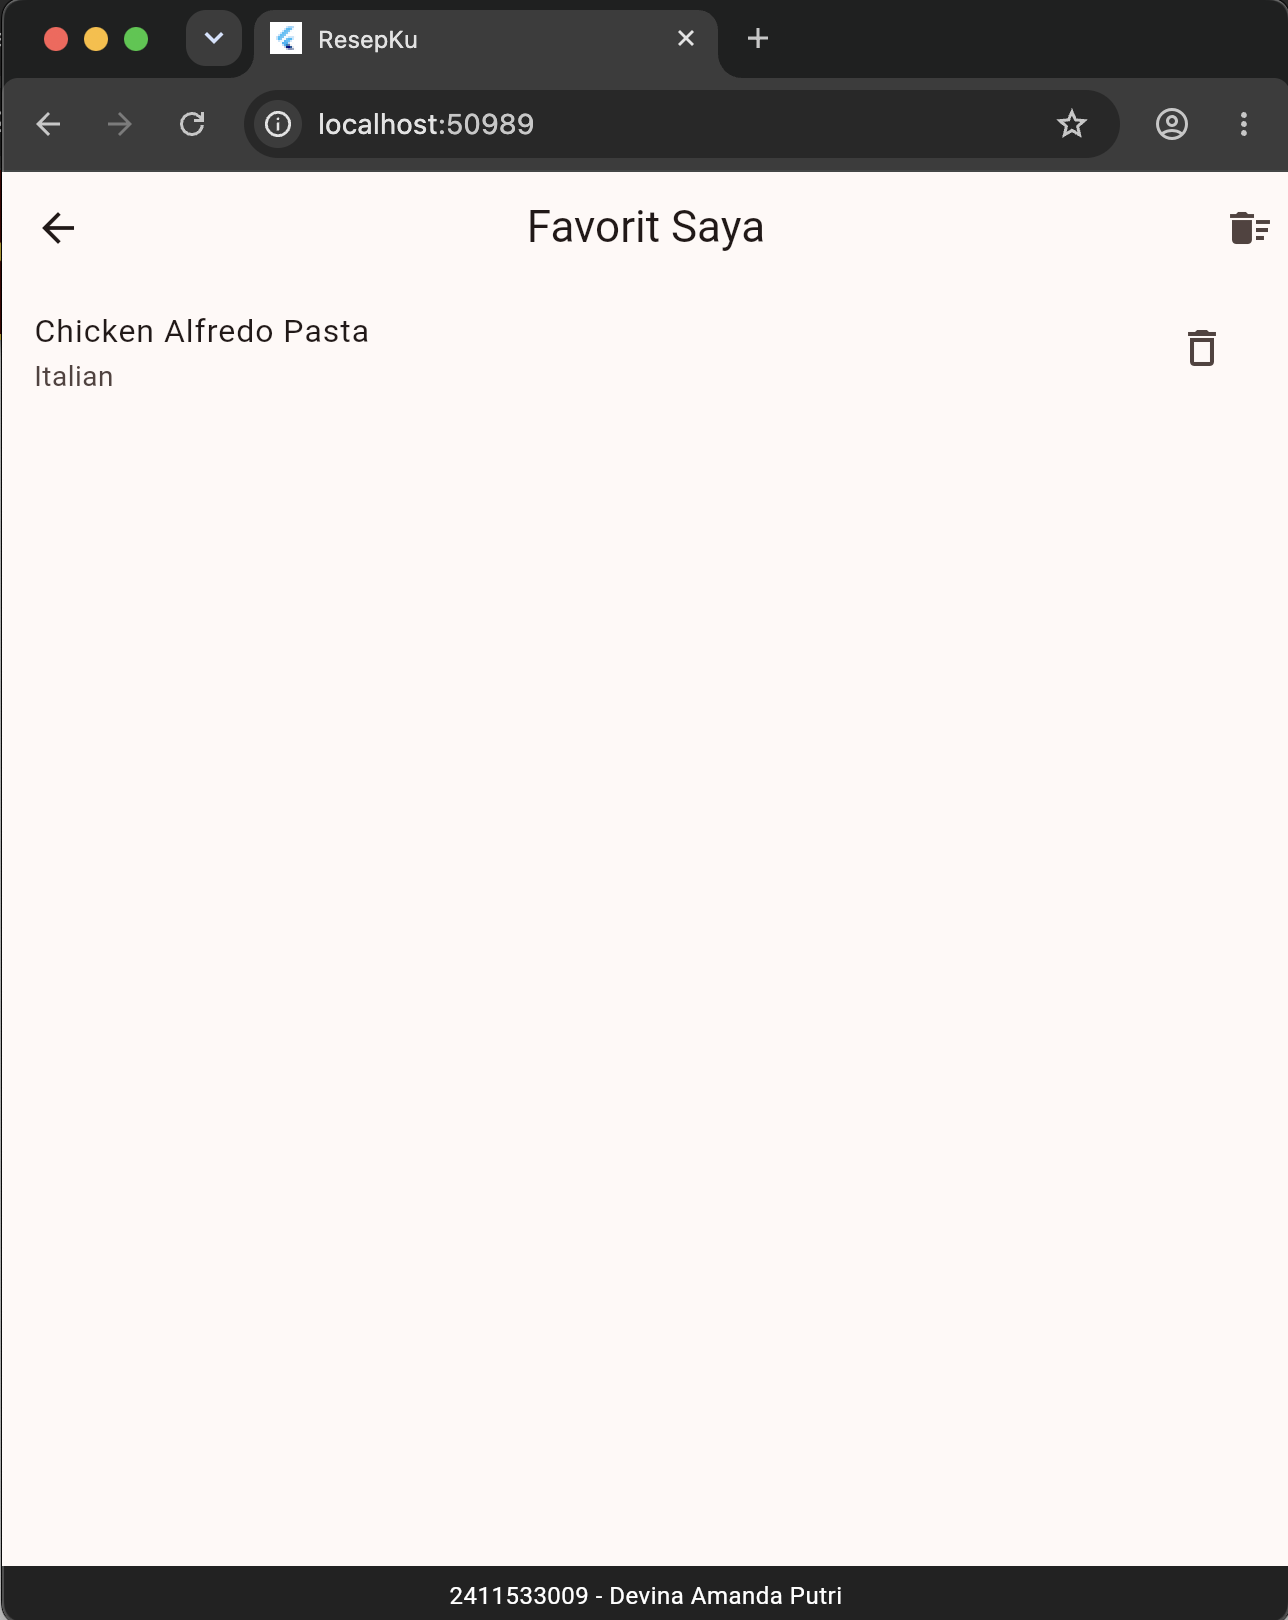 ResepKu
localhost:50989
Favorit Saya
Chicken Alfredo Pasta
Italian
2411533009 - Devina Amanda Putri